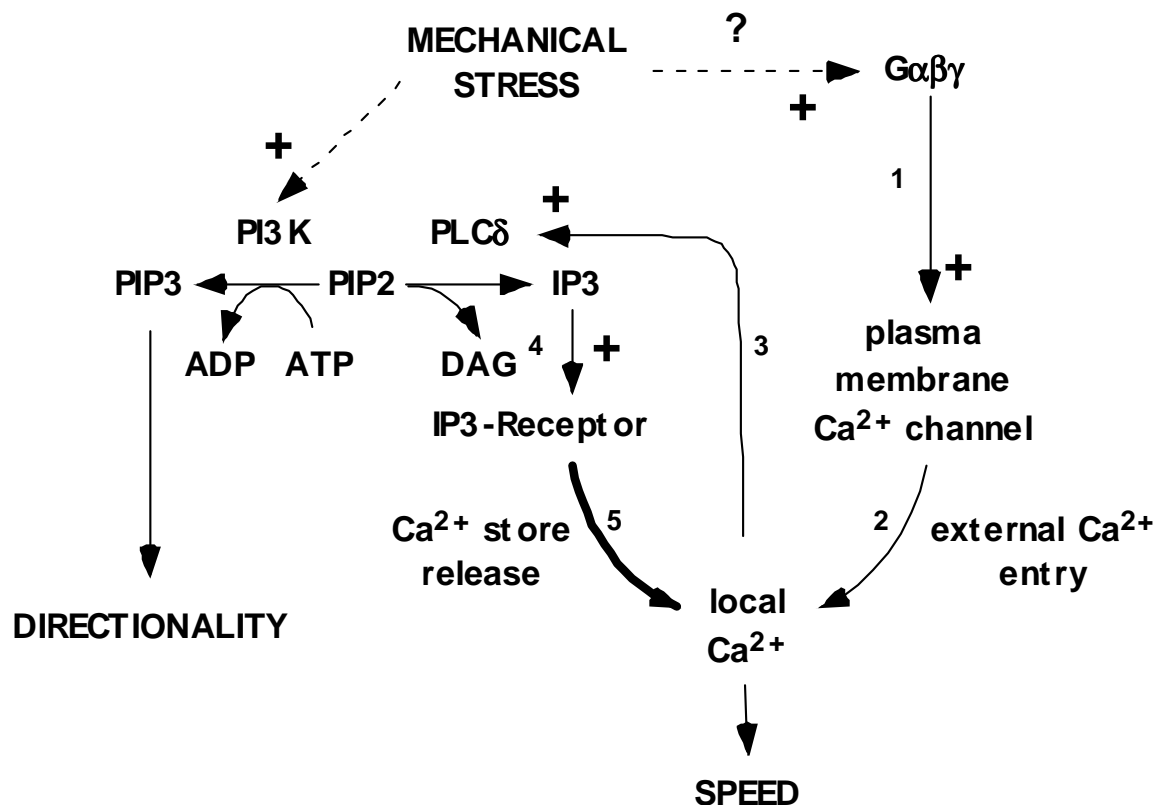 MECHANICAL
STRESS
?
Gαβγ
+
+
1
PI3K
PLCδ
+
+
PIP3
PIP2
IP3
ADP
ATP
DAG
4
+
3
plasma
membrane
Ca2+ channel
IP3-Receptor
Ca2+ store
release
5
2
external Ca2+
entry
local
Ca2+
DIRECTIONALITY
SPEED